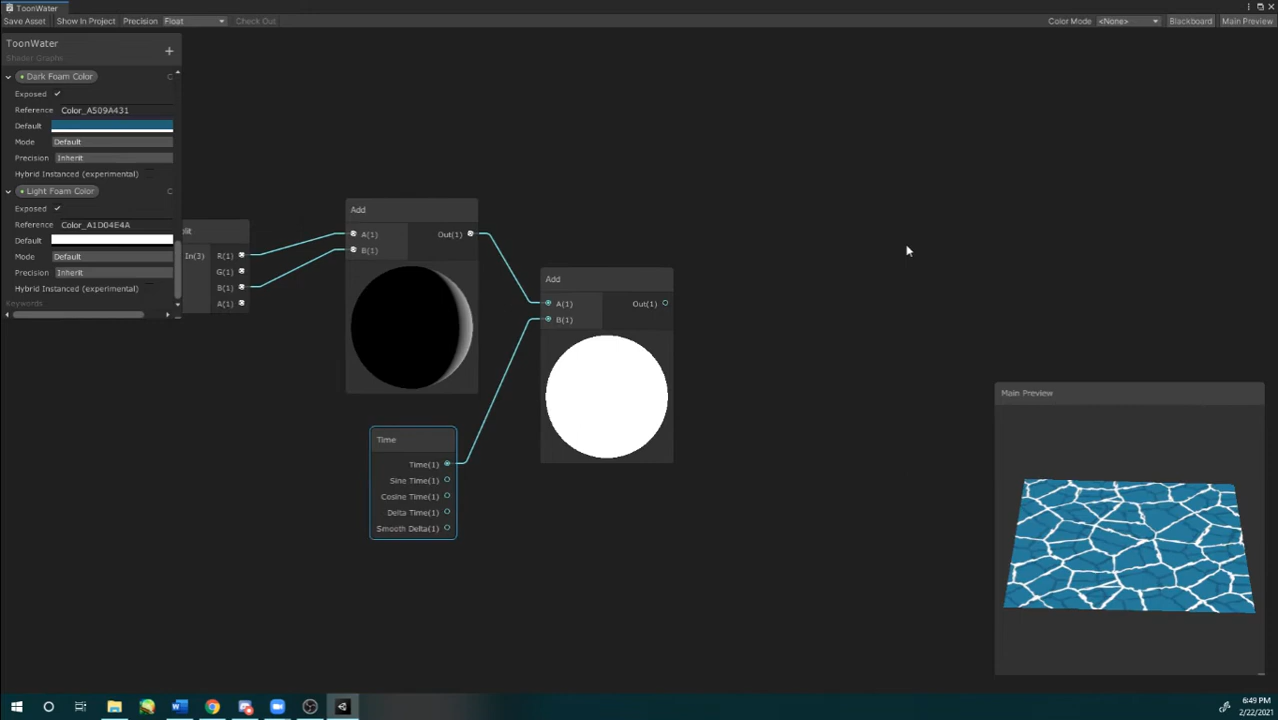 ToonWater
Save Asset Show In Project Precision Float Check Out Color Mode <None> Blackboard Main Preview
ToonWater
Shader Graphs
Dark Foam Color
Exposed
Reference Color_A509A431
Default
Mode Default
Precision Inherit
Hybrid Instanced (experimental)
Light Foam Color
Exposed
Reference Color_A1D04E4A
Default
Mode Default
Precision Inherit
Hybrid Instanced (experimental)
Keywords
In(3) R(1)
G(1)
B(1)
A(1)
Add
A(1) Out(1)
B(1)
Add
A(1) Out(1)
B(1)
Time
Time(1)
Sine Time(1)
Cosine Time(1)
Delta Time(1)
Smooth Delta(1)
Main Preview
6:49 PM
2/22/2021